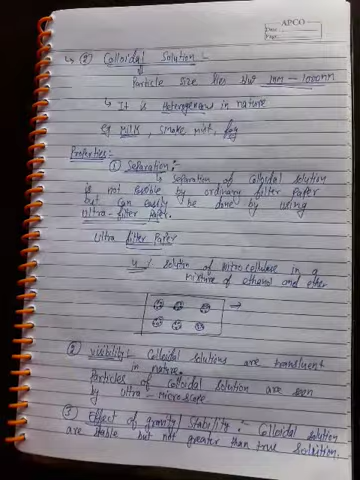 APCO
Date
Page
↳ ② Colloidal Solution :-
Particle Size lies b/w 1nm - 1000nm
↳ It is Heterogenous in nature
eg Milk, smoke mist, fog
Properties:-
① Separation:-
↳ separation of Colloidal solution
is not possible by ordinary filter Paper
but can easily be done by using
Ultra-filter Paper.
Ultra filter Paper
4% solution of nitrocellulose in a
mixture of ethanol and ether
② Visibility:- Colloidal solutions are translucent
in nature.
Particles of Colloidal solution are seen
by ultra-microscope
③ Effect of gravity Stability:- Colloidal solution
are stable but not greater than true solution.